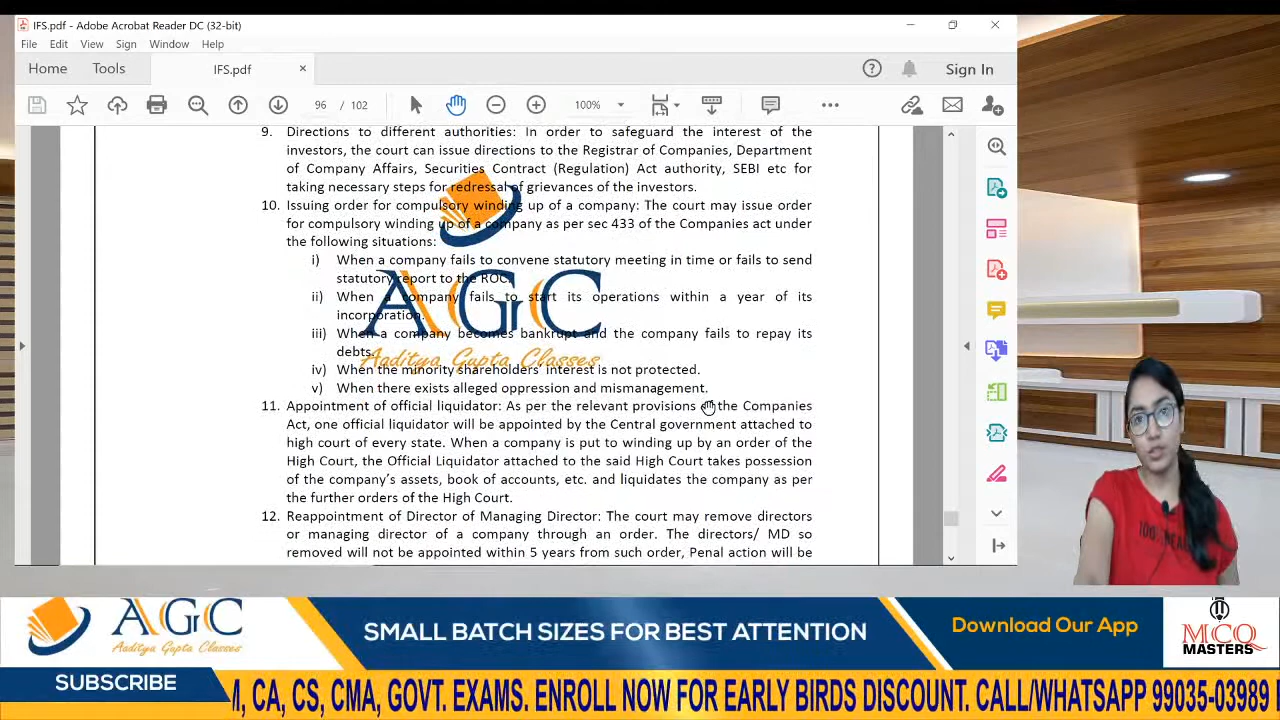 IFS.pdf - Adobe Acrobat Reader DC (32-bit)
File Edit View Sign Window Help
Home Tools IFS.pdf × Sign In
96 / 102 100%
9. Directions to different authorities: In order to safeguard the interest of the
investors, the court can issue directions to the Registrar of Companies, Department
of Company Affairs, Securities Contract (Regulation) Act authority, SEBI etc for
taking necessary steps for redressal of grievances of the investors.
10. Issuing order for compulsory winding up of a company: The court may issue order
for compulsory winding up of a company as per sec 433 of the Companies act under
the following situations:
i) When a company fails to convene statutory meeting in time or fails to send
statutory report to the ROC.
ii) When a company fails to start its operations within a year of its
incorporation.
iii) When a company becomes bankrupt and the company fails to repay its
debts.
iv) When the minority shareholders' interest is not protected.
v) When there exists alleged oppression and mismanagement.
AGC
Aaditya Gupta Classes
11. Appointment of official liquidator: As per the relevant provisions of the Companies
Act, one official liquidator will be appointed by the Central government attached to
high court of every state. When a company is put to winding up by an order of the
High Court, the Official Liquidator attached to the said High Court takes possession
of the company's assets, book of accounts, etc. and liquidates the company as per
the further orders of the High Court.
12. Reappointment of Director of Managing Director: The court may remove directors
or managing director of a company through an order. The directors/ MD so
removed will not be appointed within 5 years from such order, Penal action will be
AGC
Aaditya Gupta Classes
SMALL BATCH SIZES FOR BEST ATTENTION
Download Our App
MCQ
MASTERS
SUBSCRIBE
M, CA, CS, CMA, GOVT. EXAMS. ENROLL NOW FOR EARLY BIRDS DISCOUNT. CALL/WHATSAPP 99035-03989